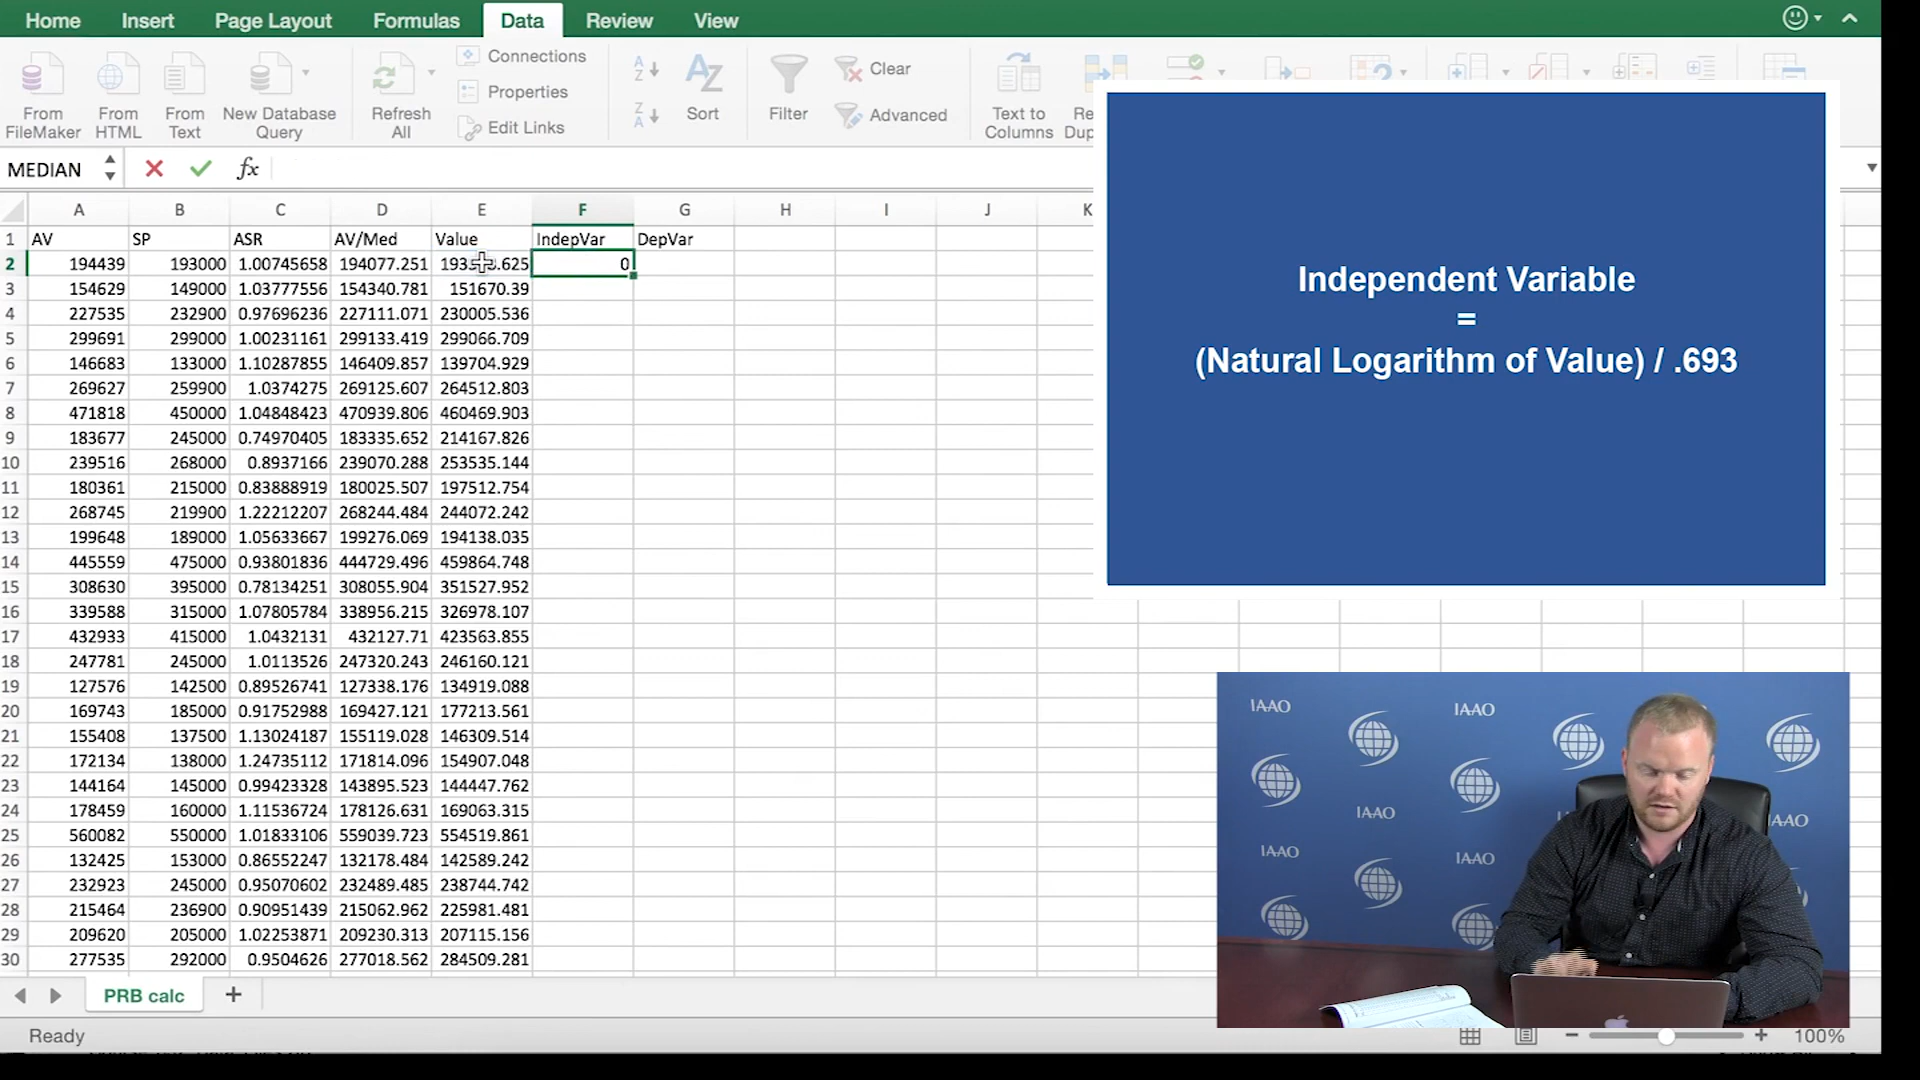 Home Insert Page Layout Formulas Data Review View
Connections
Properties
Edit Links
Clear
Advanced
From FileMaker
From HTML
From Text
New Database Query
Refresh All
Sort
Filter
Text to Columns
MEDIAN fx
A B C D E F G H I J K
1 AV SP ASR AV/Med Value IndepVar DepVar
2 194439 193000 1.00745658 194077.251 0
3 154629 149000 1.03777556 154340.781 151670.39
4 227535 232900 0.97696236 227111.071 230005.536
5 299691 299000 1.00231161 299133.419 299066.709
6 146683 133000 1.10287855 146409.857 139704.929
7 269627 259900 1.0374275 269125.607 264512.803
8 471818 450000 1.04848423 470939.806 460469.903
9 183677 245000 0.74970405 183335.652 214167.826
10 239516 268000 0.8937166 239070.288 253535.144
11 180361 215000 0.83888919 180025.507 197512.754
12 268745 219900 1.22212207 268244.484 244072.242
13 199648 189000 1.05633667 199276.069 194138.035
14 445559 475000 0.93801836 444729.496 459864.748
15 308630 395000 0.78134251 308055.904 351527.952
16 339588 315000 1.07805784 338956.215 326978.107
17 432933 415000 1.0432131 432127.71 423563.855
18 247781 245000 1.0113526 247320.243 246160.121
19 127576 142500 0.89526741 127338.176 134919.088
20 169743 185000 0.91752988 169427.121 177213.561
21 155408 137500 1.13024187 155119.028 146309.514
22 172134 138000 1.24735112 171814.096 154907.048
23 144164 145000 0.99423328 143895.523 144447.762
24 178459 160000 1.11536724 178126.631 169063.315
25 560082 550000 1.01833106 559039.723 554519.861
26 132425 153000 0.86552247 132178.484 142589.242
27 232923 245000 0.95070602 232489.485 238744.742
28 215464 236900 0.90951439 215062.962 225981.481
29 209620 205000 1.02253871 209230.313 207115.156
30 277535 292000 0.9504626 277018.562 284509.281
PRB calc
Ready
100%
Independent Variable
=
(Natural Logarithm of Value) / .693
IAAO
IAAO
IAAO
IAAO
IAAO
IAAO